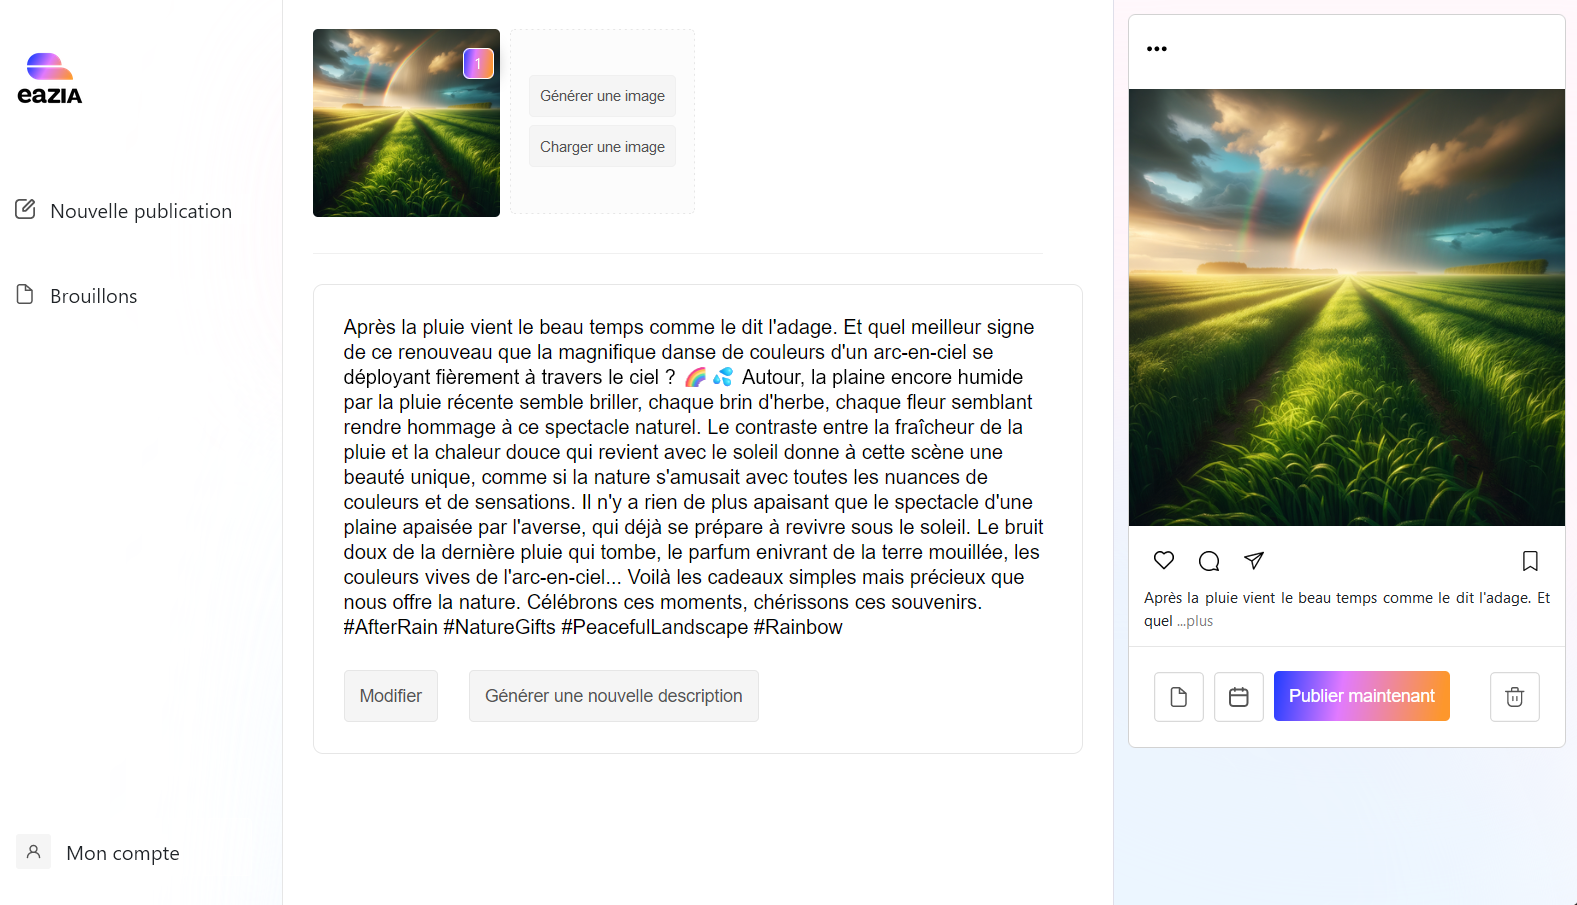 eazia
Nouvelle publication
Brouillons
Mon compte
1
Générer une image
Charger une image
Après la pluie vient le beau temps comme le dit l'adage. Et quel meilleur signe
de ce renouveau que la magnifique danse de couleurs d'un arc-en-ciel se
déployant fièrement à travers le ciel ? 🌈 💦 Autour, la plaine encore humide
par la pluie récente semble briller, chaque brin d'herbe, chaque fleur semblant
rendre hommage à ce spectacle naturel. Le contraste entre la fraîcheur de la
pluie et la chaleur douce qui revient avec le soleil donne à cette scène une
beauté unique, comme si la nature s'amusait avec toutes les nuances de
couleurs et de sensations. Il n'y a rien de plus apaisant que le spectacle d'une
plaine apaisée par l'averse, qui déjà se prépare à revivre sous le soleil. Le bruit
doux de la dernière pluie qui tombe, le parfum enivrant de la terre mouillée, les
couleurs vives de l'arc-en-ciel... Voilà les cadeaux simples mais précieux que
nous offre la nature. Célébrons ces moments, chérissons ces souvenirs.
#AfterRain #NatureGifts #PeacefulLandscape #Rainbow
Modifier
Générer une nouvelle description
Après la pluie vient le beau temps comme le dit l'adage. Et
quel ...plus
Publier maintenant